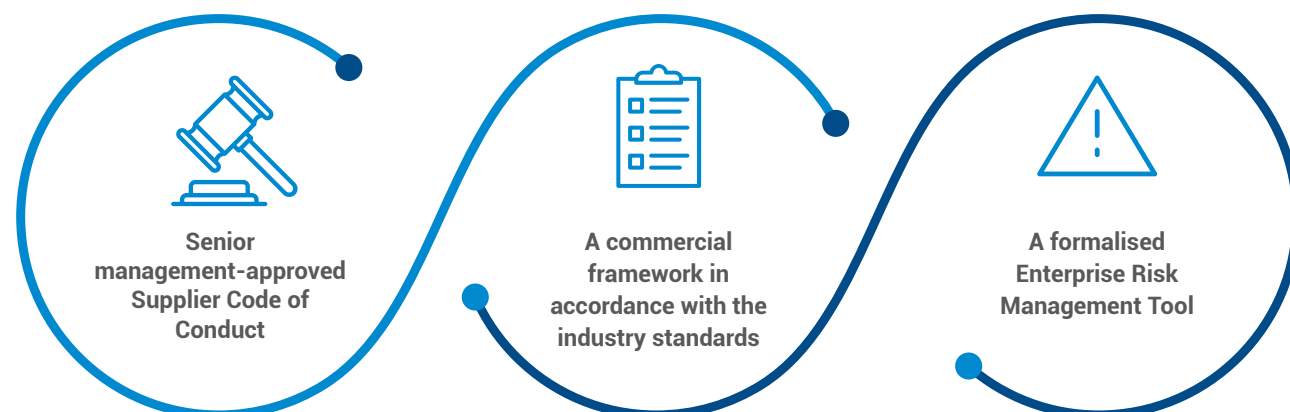 Senior
management-approved
Supplier Code of
Conduct
A commercial
framework in
accordance with the
industry standards
A formalised
Enterprise Risk
Management Tool